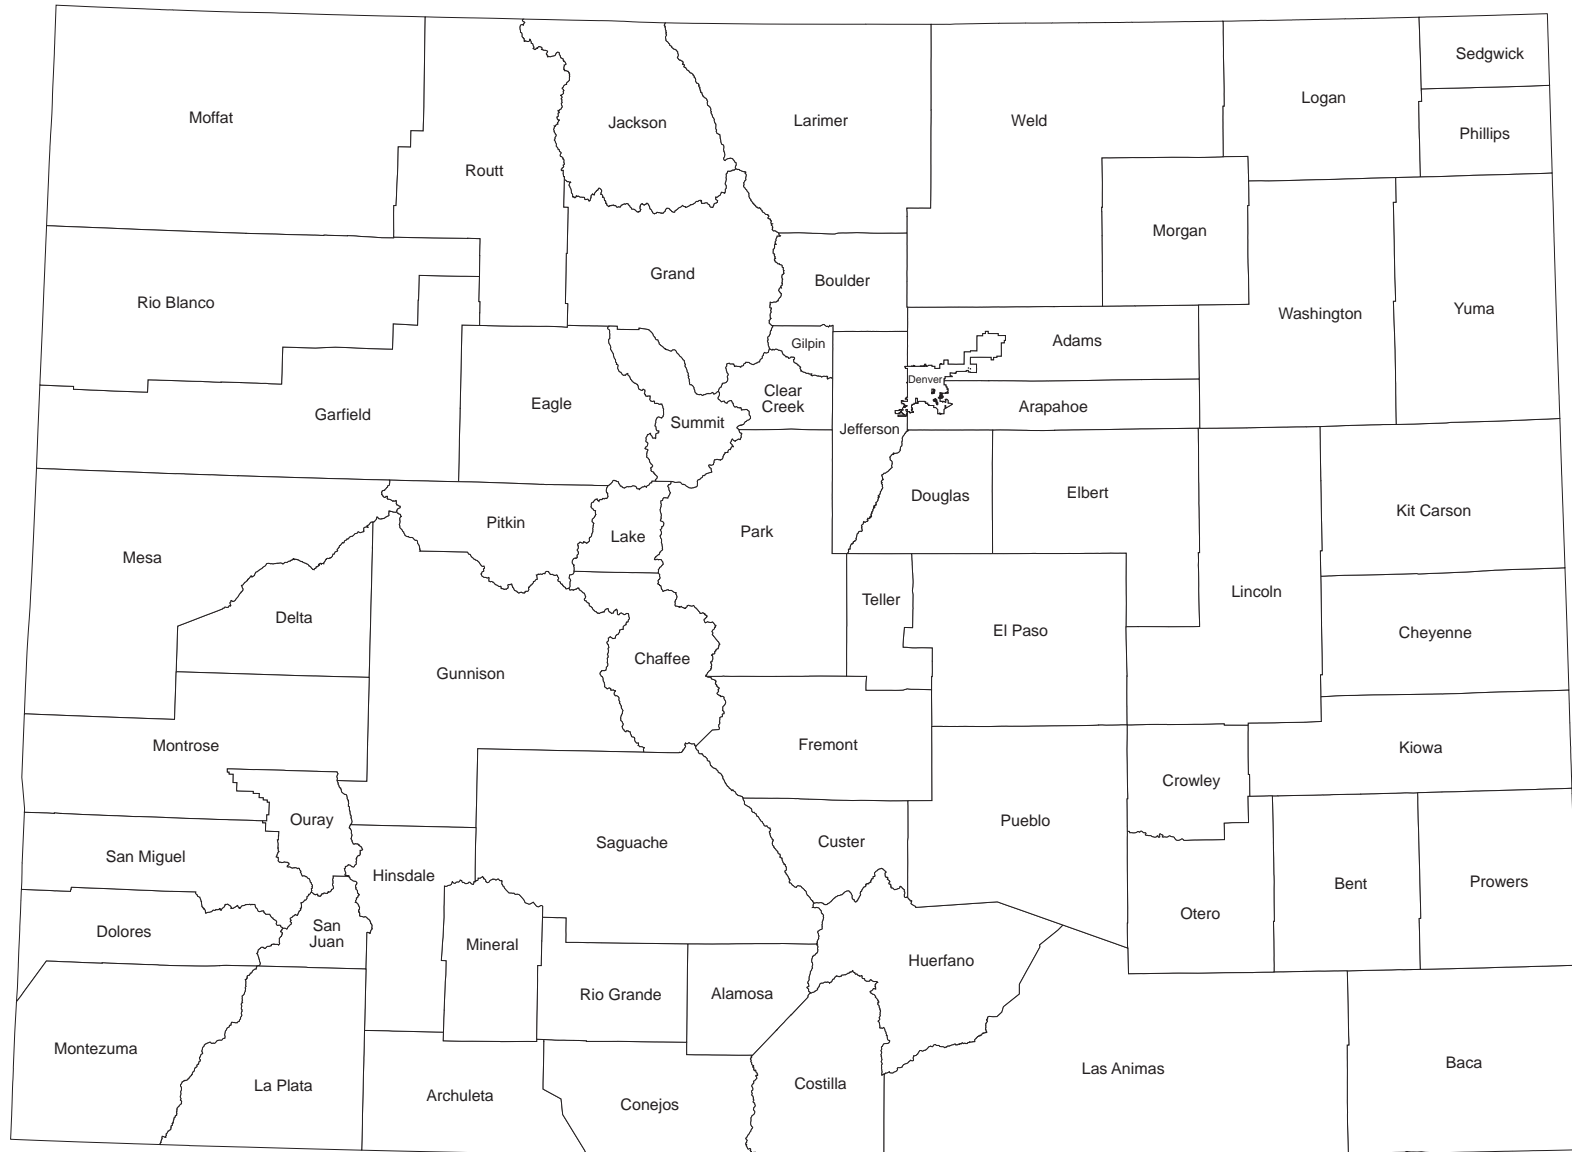 Sedgwick
Logan
Moffat
Jackson
Larimer
Weld
Phillips
Routt
Morgan
Grand
Boulder
Rio Blanco
Washington
Yuma
Gilpin
Adams
Denver
Clear
Creek
Eagle
Arapahoe
Garfield
Summit
Jefferson
Douglas
Elbert
Kit Carson
Pitkin
Park
Lake
Mesa
Lincoln
Teller
Delta
El Paso
Cheyenne
Chaffee
Gunnison
Montrose
Fremont
Kiowa
Crowley
Ouray
Pueblo
Custer
Saguache
San Miguel
Hinsdale
Bent
Prowers
Otero
San
Juan
Dolores
Mineral
Huerfano
Rio Grande
Alamosa
Montezuma
Baca
Las Animas
La Plata
Costilla
Archuleta
Conejos